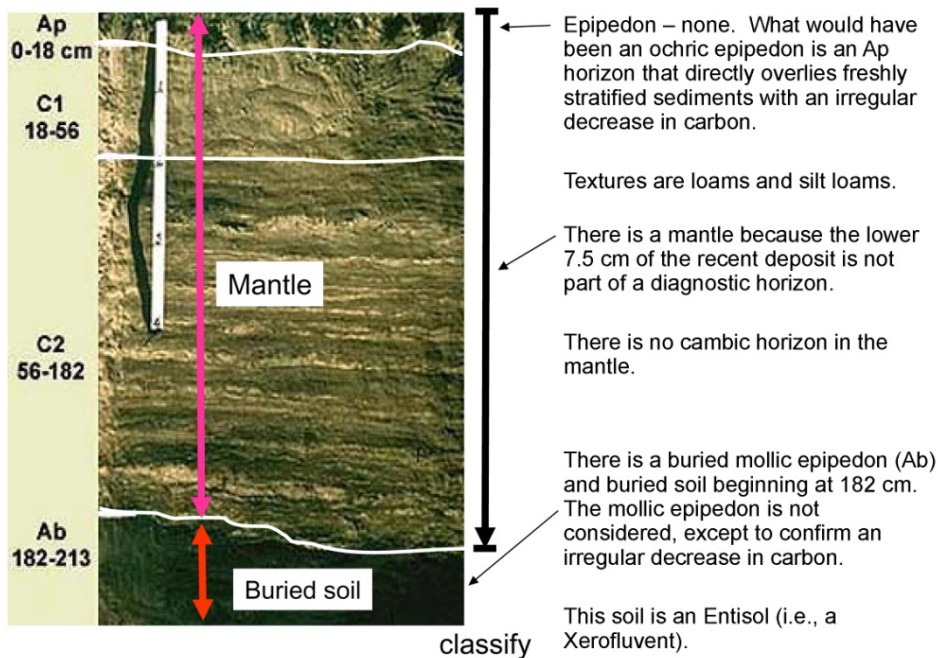 Ap
0-18 cm
C1
18-56
C2
56-182
Ab
182-213
Mantle
Buried soil
classify
Epipedon – none. What would have
been an ochric epipedon is an Ap
horizon that directly overlies freshly
stratified sediments with an irregular
decrease in carbon.
Textures are loams and silt loams.
There is a mantle because the lower
7.5 cm of the recent deposit is not
part of a diagnostic horizon.
There is no cambic horizon in the
mantle.
There is a buried mollic epipedon (Ab)
and buried soil beginning at 182 cm.
The mollic epipedon is not
considered, except to confirm an
irregular decrease in carbon.
This soil is an Entisol (i.e., a
Xerofluvent).